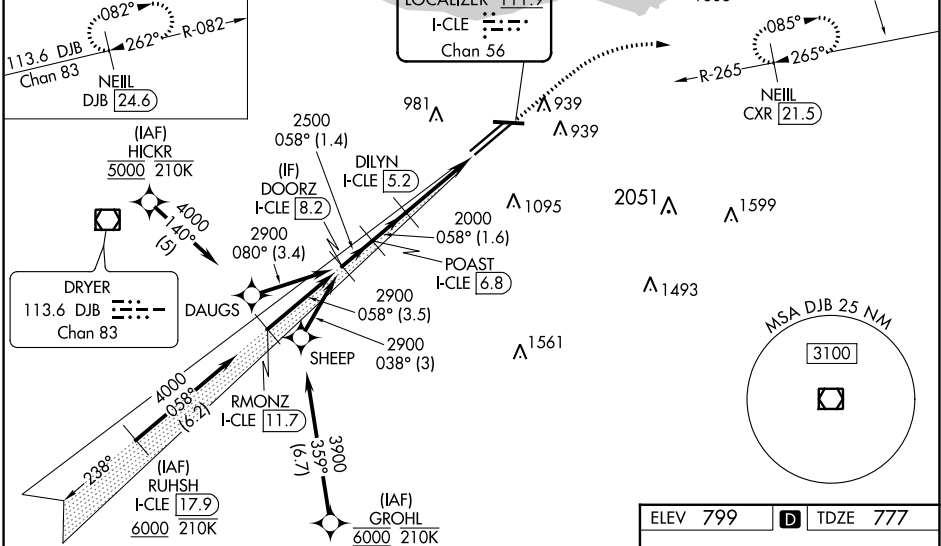 082°
R-082
262°
113.6 DJB
Chan 83
NEIIL
DJB 24.6
LOCALIZER 111.9
I-CLE
Chan 56
085°
265°
R-265
NEIIL
CXR 21.5
981
939
939
2500
058° (1.4)
(IAF)
HICKR
5000 210K
DILYN
I-CLE 5.2
(IF)
DOORZ
I-CLE 8.2
4000
140°
(5)
2900
080° (3.4)
1095
2051
1599
2000
058° (1.6)
POAST
I-CLE 6.8
DRYER
113.6 DJB
Chan 83
DAUGS
2900
058° (3.5)
1493
2900
038° (3)
SHEEP
1561
MSA DJB 25 NM
3100
4000
058°
(6.2)
RMONZ
I-CLE 11.7
3900
359°
(6.7)
238°
(IAF)
RUHSH
I-CLE 17.9
6000 210K
(IAF)
GROHL
6000 210K
ELEV 799 D TDZE 777